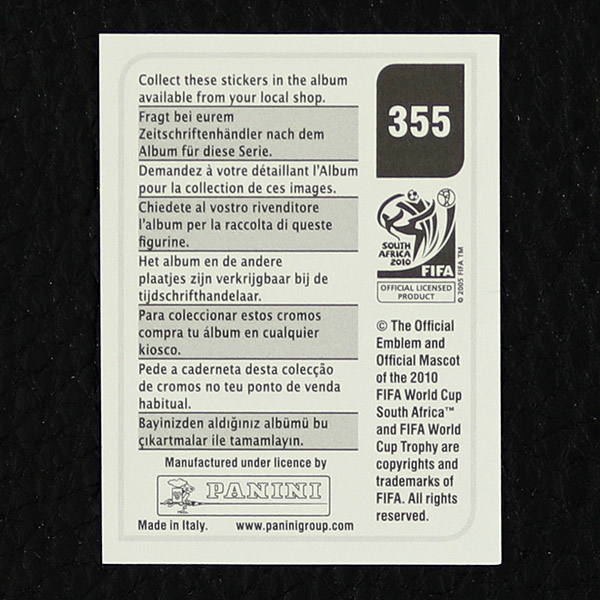 Collect these stickers in the album
available from your local shop.
Fragt bei eurem
Zeitschriftenhändler nach dem
Album für diese Serie.
Demandez à votre détaillant l'Album
pour la collection de ces images.
Chiedete al vostro rivenditore
l'album per la raccolta di queste
figurine.
Het album en de andere
plaatjes zijn verkrijgbaar bij de
tijdschrifthandelaar.
Para coleccionar estos cromos
compra tu álbum en cualquier
kiosco.
Pede a caderneta desta colecção
de cromos no teu ponto de venda
habitual.
Bayinizden aldığınız albümü bu
çıkartmalar ile tamamlayın.
Manufactured under licence by
PANINI
Made in Italy. www.paninigroup.com
355
SOUTH
AFRICA
2010
FIFA
OFFICIAL LICENSED
PRODUCT
© 2005 FIFA TM
© The Official
Emblem and
Official Mascot
of the 2010
FIFA World Cup
South Africa™
and FIFA World
Cup Trophy are
copyrights and
trademarks of
FIFA. All rights
reserved.